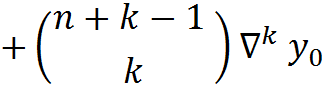 $+ \binom{n+k-1}{k} \nabla^k y_0$